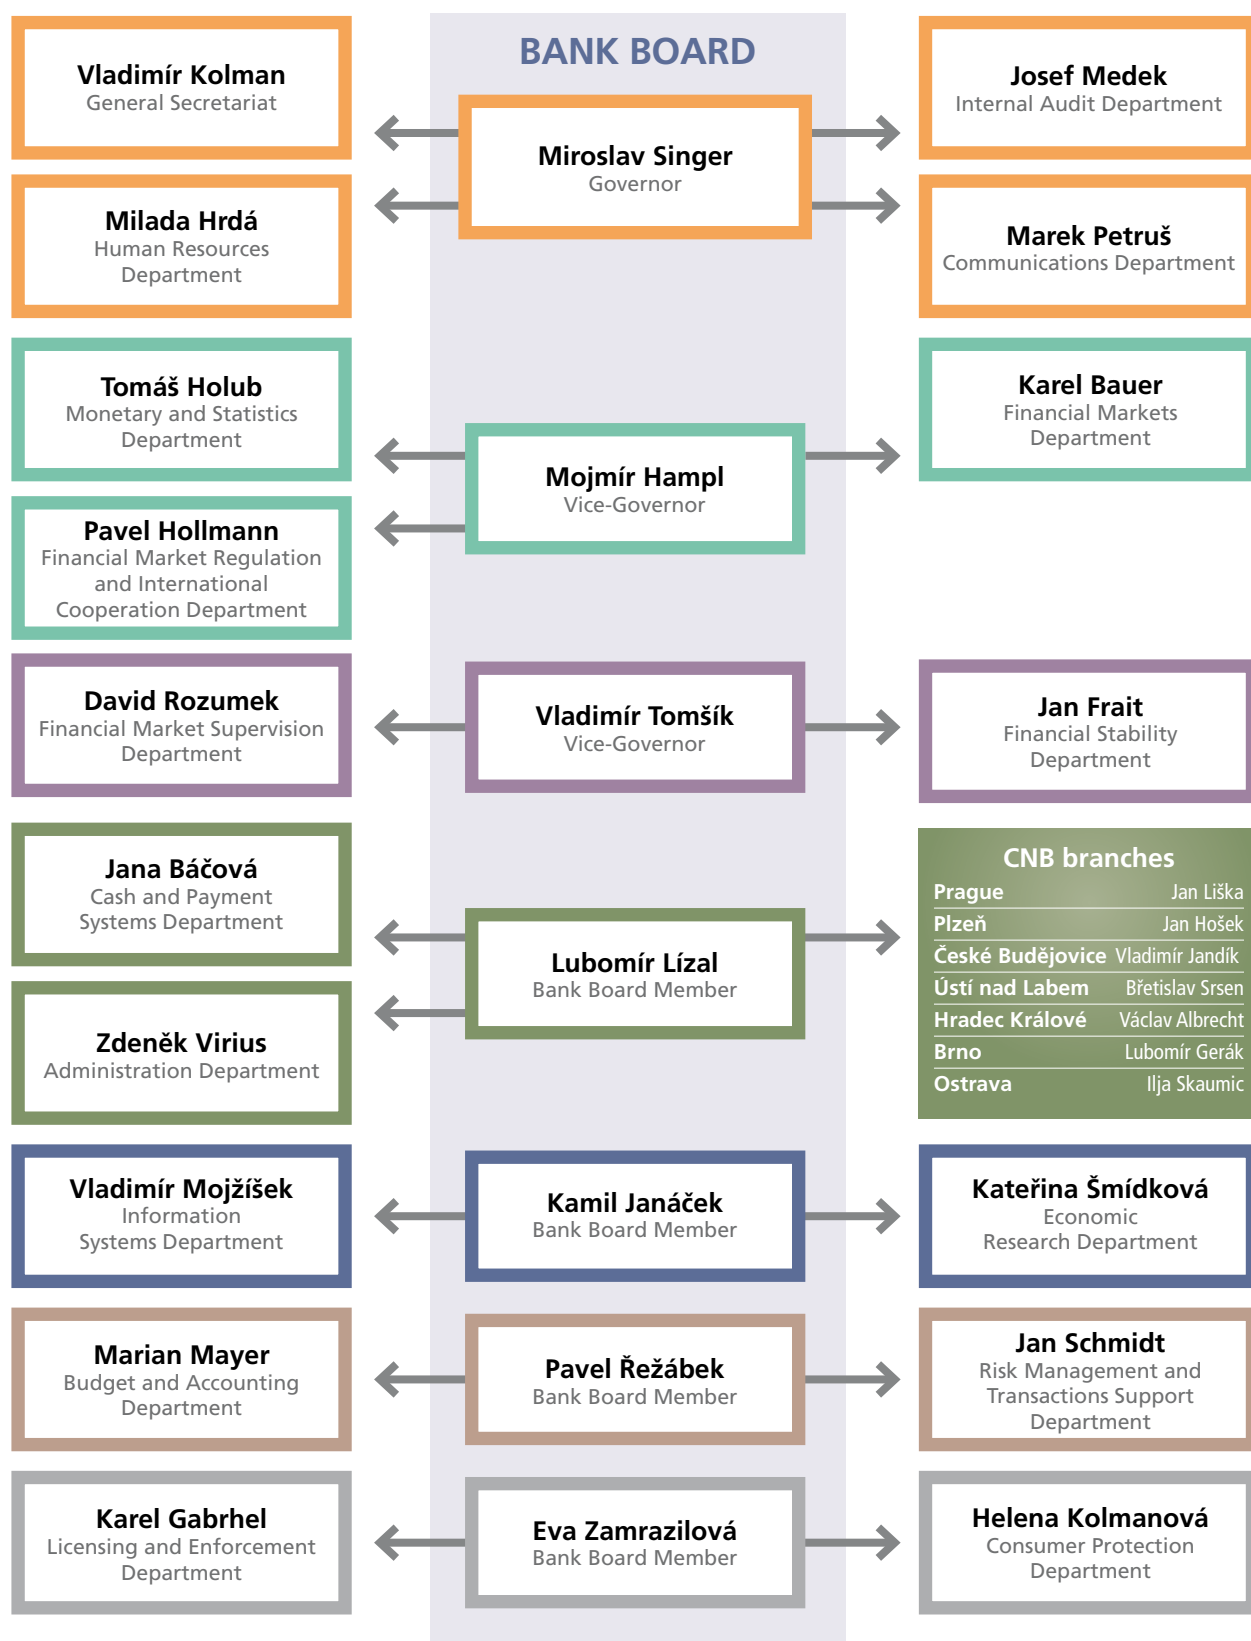 BANK BOARD
Vladimír Kolman
General Secretariat
Miroslav Singer
Governor
Josef Medek
Internal Audit Department
Milada Hrdá
Human Resources
Department
Marek Petruš
Communications Department
Tomáš Holub
Monetary and Statistics
Department
Mojmír Hampl
Vice-Governor
Karel Bauer
Financial Markets
Department
Pavel Hollmann
Financial Market Regulation
and International
Cooperation Department
David Rozumek
Financial Market Supervision
Department
Vladimír Tomšík
Vice-Governor
Jan Frait
Financial Stability
Department
Jana Báčová
Cash and Payment
Systems Department
Lubomír Lízal
Bank Board Member
CNB branches
Prague Jan Liška
Plzeň Jan Hošek
České Budějovice Vladimír Jandík
Ústí nad Labem Břetislav Srsen
Hradec Králové Václav Albrecht
Brno Lubomír Gerák
Ostrava Ilja Skaumic
Zdeněk Virius
Administration Department
Vladimír Mojžíšek
Information
Systems Department
Kamil Janáček
Bank Board Member
Kateřina Šmídková
Economic
Research Department
Marian Mayer
Budget and Accounting
Department
Pavel Řežábek
Bank Board Member
Jan Schmidt
Risk Management and
Transactions Support
Department
Karel Gabrhel
Licensing and Enforcement
Department
Eva Zamrazilová
Bank Board Member
Helena Kolmanová
Consumer Protection
Department